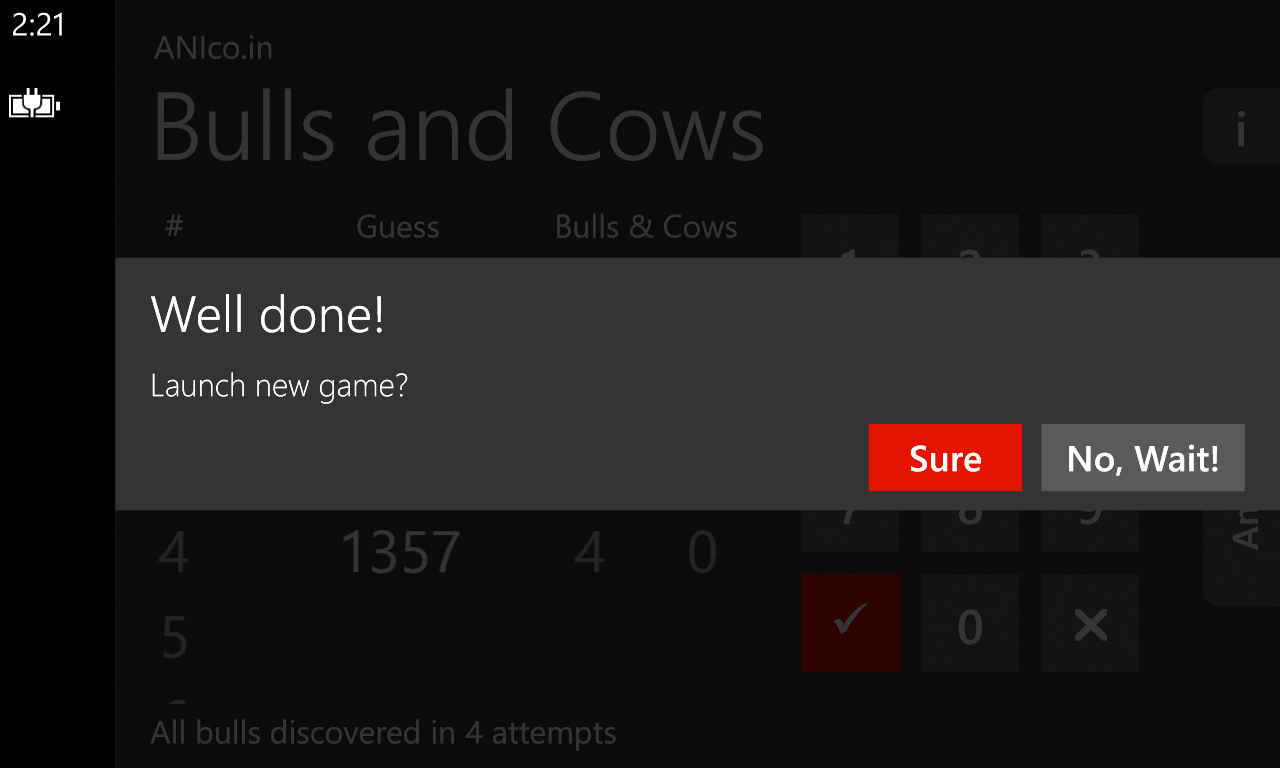 2:21
ANIco.in
Bulls and Cows
i
# Guess Bulls & Cows
Well done!
Launch new game?
Sure No, Wait!
4 1357 4 0
5
0
All bulls discovered in 4 attempts